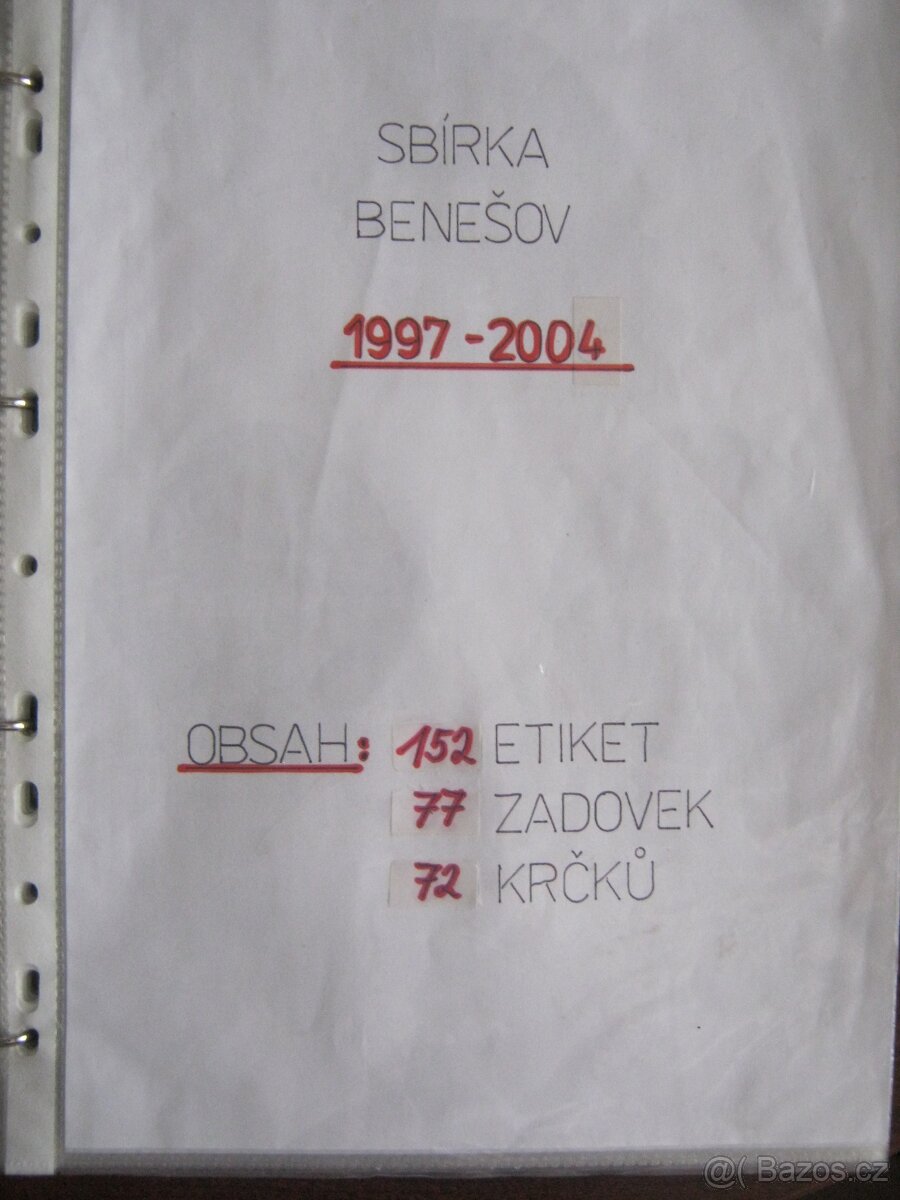 SBÍRKA
BENEŠOV
1997-2004
OBSAH: 152 ETIKET
77 ZADOVEK
72 KRČKŮ
@( Bazos.cz